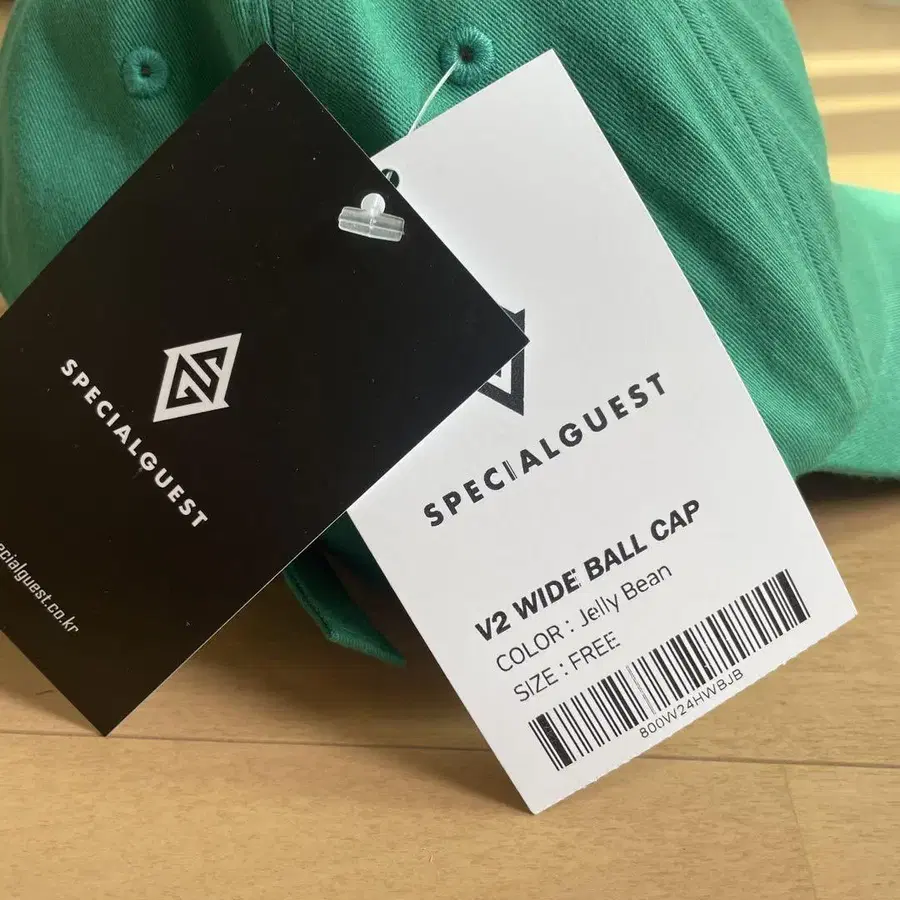 SPECIALGUEST
ecialguest.co.kr
SPECIALGUEST
V2 WIDE BALL CAP
COLOR : Jelly Bean
SIZE : FREE
800W24HWBJB